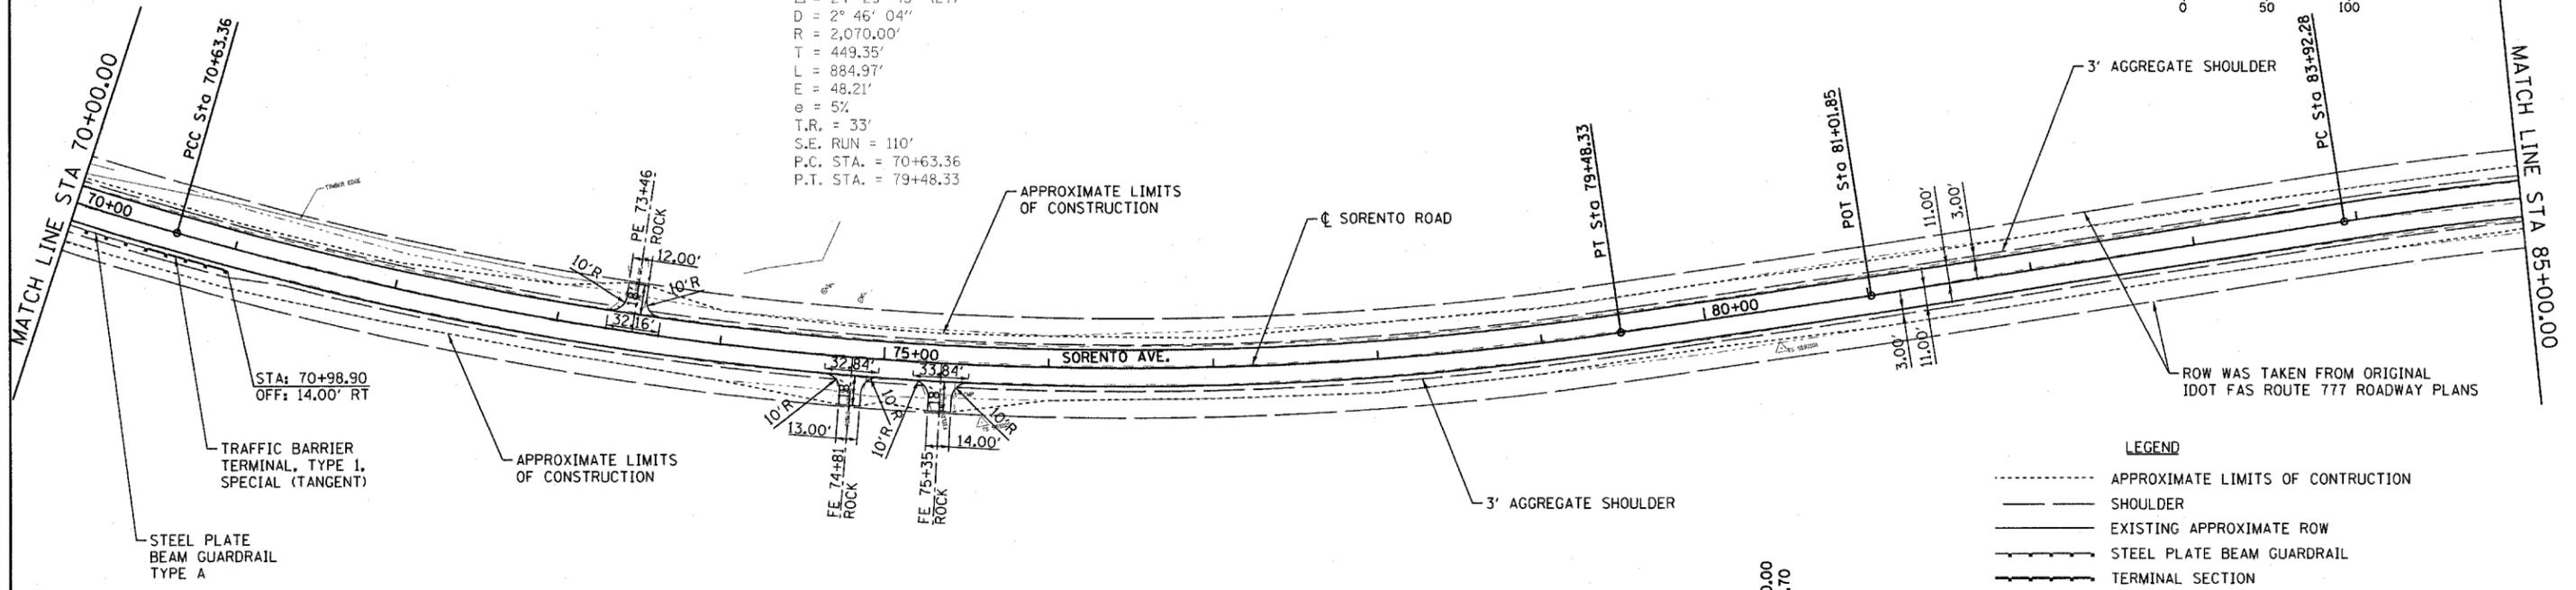 D = 2° 46' 04"
R = 2,070.00'
T = 449.35'
L = 884.97'
E = 48.21'
e = 5%
T.R. = 33'
S.E. RUN = 110'
P.C. STA. = 70+63.36
P.T. STA. = 79+48.33
0 50 100
MATCH LINE STA 70+00.00
PCC Sta 70+63.36
70+00
TIMBER EDGE
PE 73+46
ROCK
10'R
12.00'
10'R
18'
32.16'
APPROXIMATE LIMITS
OF CONSTRUCTION
℄ SORENTO ROAD
PT Sta 79+48.33
POT Sta 81+01.85
11.00'
3.00'
3' AGGREGATE SHOULDER
PC Sta 83+92.28
MATCH LINE STA 85+00.00
75+00
SORENTO AVE.
80+00
32.84'
33.84'
18'
18'
10'R
10'R
10'R
10'R
13.00'
14.00'
FE 74+81
ROCK
FE 75+35
ROCK
3.00'
11.00'
STA: 70+98.90
OFF: 14.00' RT
TRAFFIC BARRIER
TERMINAL, TYPE 1,
SPECIAL (TANGENT)
STEEL PLATE
BEAM GUARDRAIL
TYPE A
APPROXIMATE LIMITS
OF CONSTRUCTION
3' AGGREGATE SHOULDER
ROW WAS TAKEN FROM ORIGINAL
IDOT FAS ROUTE 777 ROADWAY PLANS
LEGEND
APPROXIMATE LIMITS OF CONTRUCTION
SHOULDER
EXISTING APPROXIMATE ROW
STEEL PLATE BEAM GUARDRAIL
TERMINAL SECTION